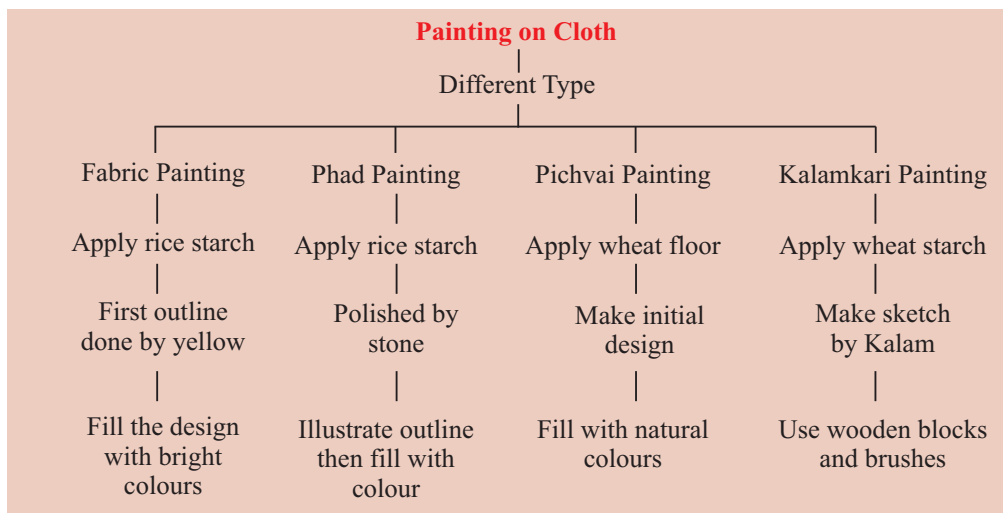 Painting on Cloth
Different Type
Fabric Painting
Phad Painting
Pichvai Painting
Kalamkari Painting
Apply rice starch
Apply rice starch
Apply wheat floor
Apply wheat starch
First outline
done by yellow
Polished by
stone
Make initial
design
Make sketch
by Kalam
Fill the design
with bright
colours
Illustrate outline
then fill with
colour
Fill with natural
colours
Use wooden blocks
and brushes